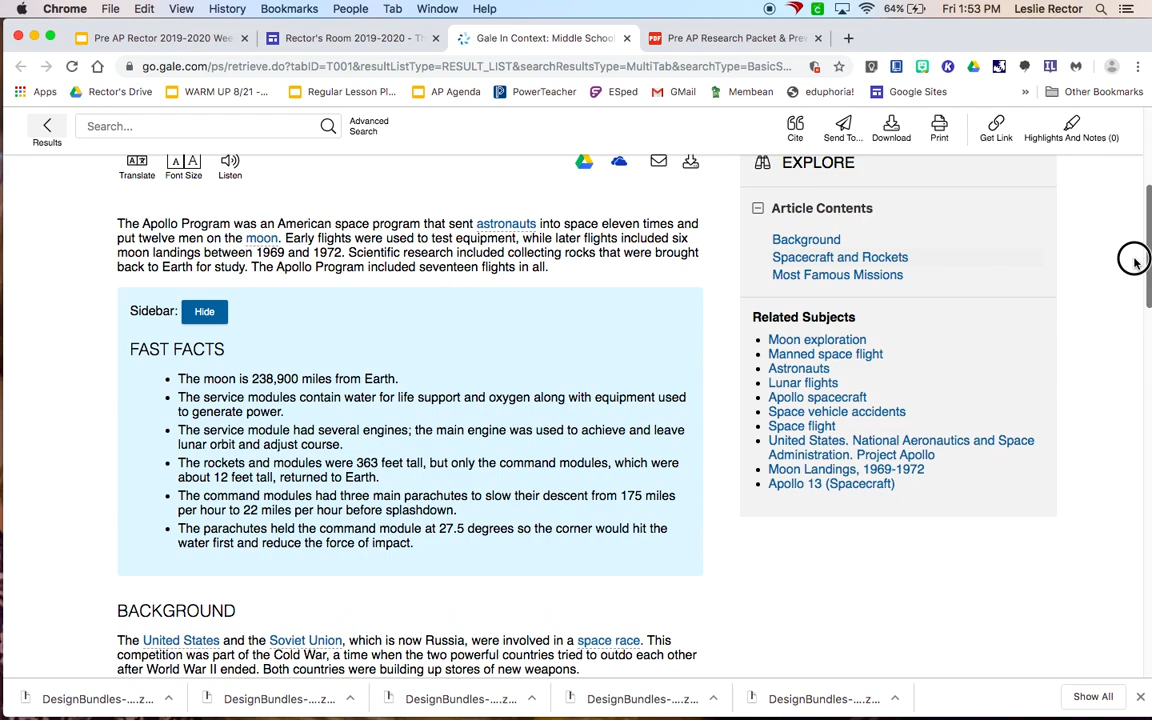 Chrome File Edit View History Bookmarks People Tab Window Help 64% Fri 1:53 PM Leslie Rector
Pre AP Rector 2019-2020 Wee Rector's Room 2019-2020 - Th Gale In Context: Middle School PDF Pre AP Research Packet & Prev
go.gale.com/ps/retrieve.do?tabID=T001&resultListType=RESULT_LIST&searchResultsType=MultiTab&searchType=BasicS...
Apps Rector's Drive WARM UP 8/21 -... Regular Lesson Pl... AP Agenda PowerTeacher ESped GMail Membean eduphoria! Google Sites » Other Bookmarks
Results Search... Advanced Search Cite Send To... Download Print Get Link Highlights And Notes (0)
Translate Font Size Listen
EXPLORE
Article Contents
Background
Spacecraft and Rockets
Most Famous Missions
Related Subjects
• Moon exploration
• Manned space flight
• Astronauts
• Lunar flights
• Apollo spacecraft
• Space vehicle accidents
• Space flight
• United States. National Aeronautics and Space
Administration. Project Apollo
• Moon Landings, 1969-1972
• Apollo 13 (Spacecraft)
The Apollo Program was an American space program that sent astronauts into space eleven times and
put twelve men on the moon. Early flights were used to test equipment, while later flights included six
moon landings between 1969 and 1972. Scientific research included collecting rocks that were brought
back to Earth for study. The Apollo Program included seventeen flights in all.
Sidebar: Hide
FAST FACTS
• The moon is 238,900 miles from Earth.
• The service modules contain water for life support and oxygen along with equipment used
to generate power.
• The service module had several engines; the main engine was used to achieve and leave
lunar orbit and adjust course.
• The rockets and modules were 363 feet tall, but only the command modules, which were
about 12 feet tall, returned to Earth.
• The command modules had three main parachutes to slow their descent from 175 miles
per hour to 22 miles per hour before splashdown.
• The parachutes held the command module at 27.5 degrees so the corner would hit the
water first and reduce the force of impact.
BACKGROUND
The United States and the Soviet Union, which is now Russia, were involved in a space race. This
competition was part of the Cold War, a time when the two powerful countries tried to outdo each other
after World War II ended. Both countries were building up stores of new weapons.
DesignBundles-....z DesignBundles-....z DesignBundles-....z DesignBundles-....z DesignBundles-....z Show All